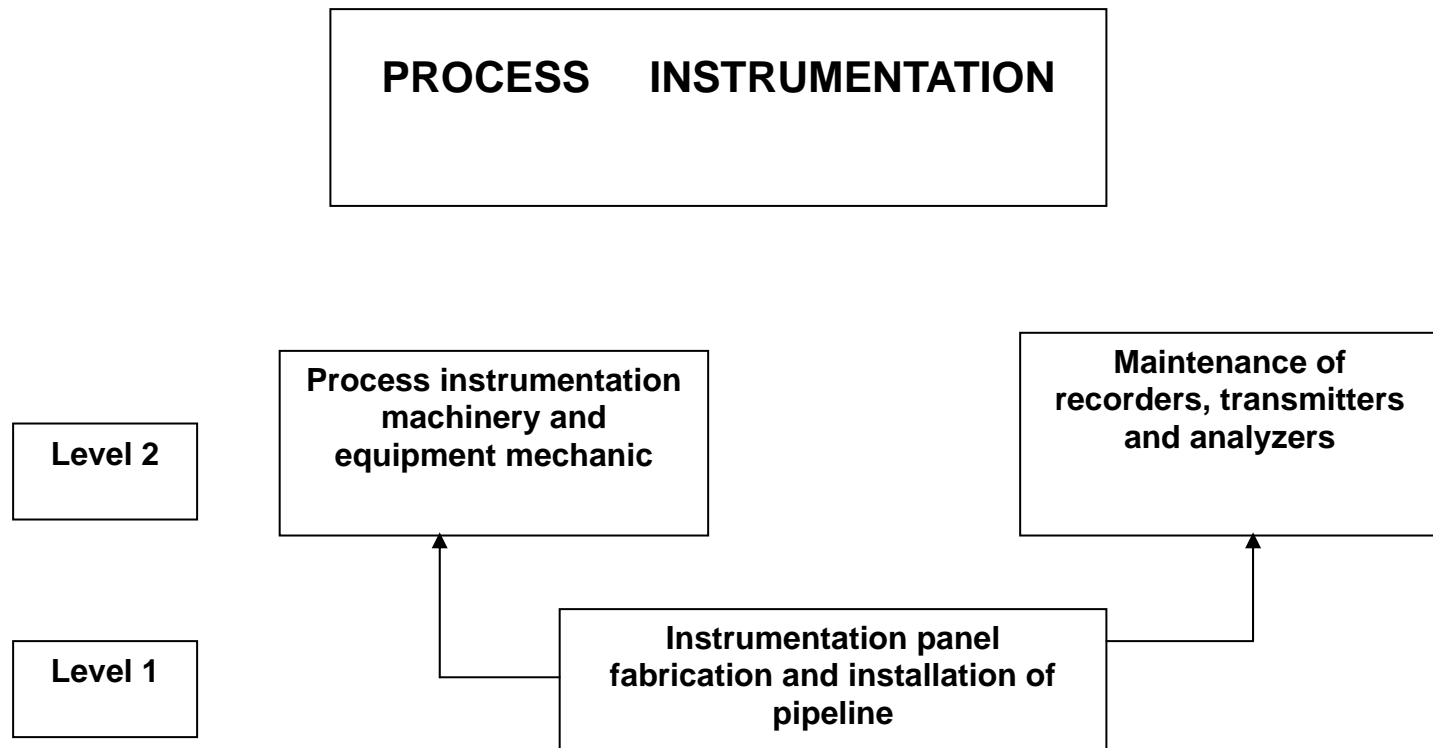 PROCESS INSTRUMENTATION
Process instrumentation
machinery and
equipment mechanic
Maintenance of
recorders, transmitters
and analyzers
Level 2
Level 1
Instrumentation panel
fabrication and installation of
pipeline